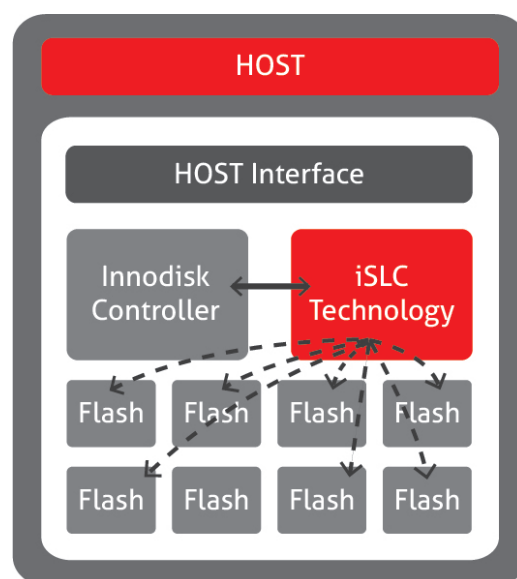 HOST
HOST Interface
Innodisk
Controller
iSLC
Technology
Flash
Flash
Flash
Flash
Flash
Flash
Flash
Flash